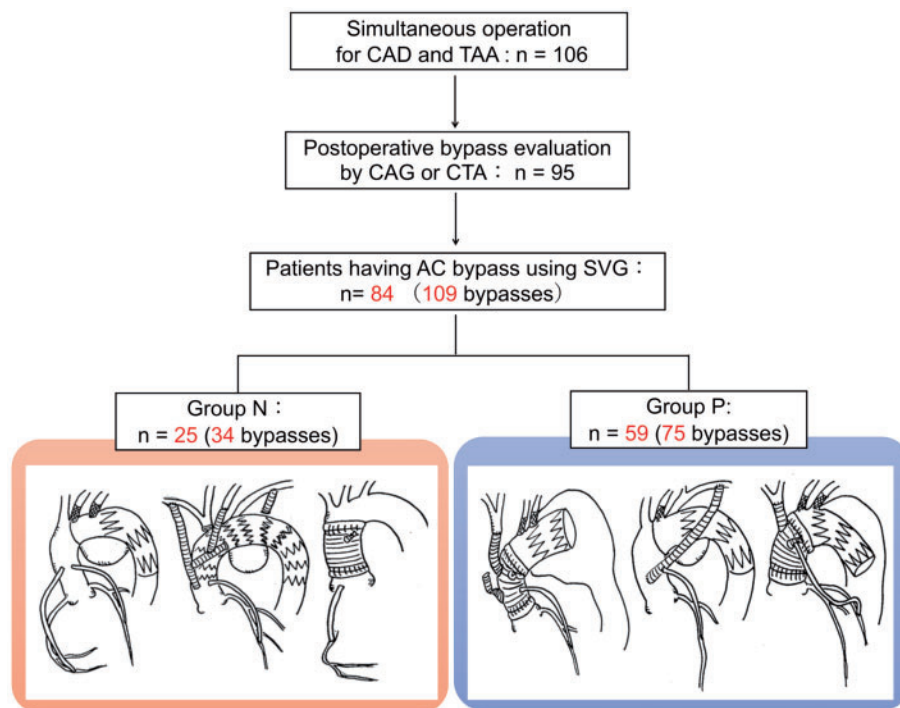 Simultaneous operation
for CAD and TAA : n = 106
Postoperative bypass evaluation
by CAG or CTA： n = 95
Patients having AC bypass using SVG：
n= 84 （109 bypasses）
Group N：
n = 25 (34 bypasses)
Group P:
n = 59 (75 bypasses)